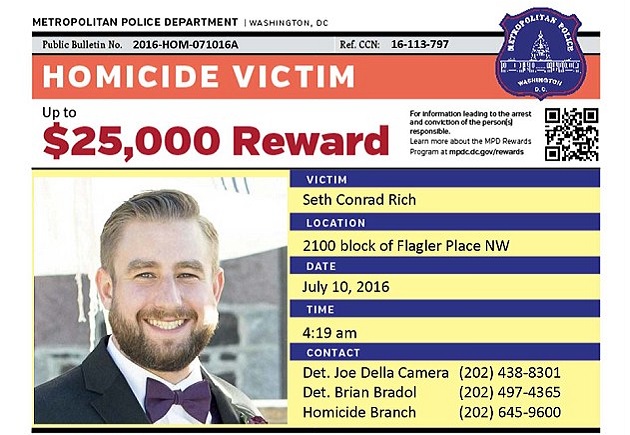 METROPOLITAN POLICE DEPARTMENT | WASHINGTON, DC
Public Bulletin No. 2016-HOM-071016A Ref. CCN: 16-113-797
METROPOLITAN POLICE
WASHINGTON
D.C.
HOMICIDE VICTIM
Up to
$25,000 Reward
For information leading to the arrest
and conviction of the person(s)
responsible.
Learn more about the MPD Rewards
Program at mpdc.dc.gov/rewards
VICTIM
Seth Conrad Rich
LOCATION
2100 block of Flagler Place NW
DATE
July 10, 2016
TIME
4:19 am
CONTACT
Det. Joe Della Camera (202) 438-8301
Det. Brian Bradol (202) 497-4365
Homicide Branch (202) 645-9600